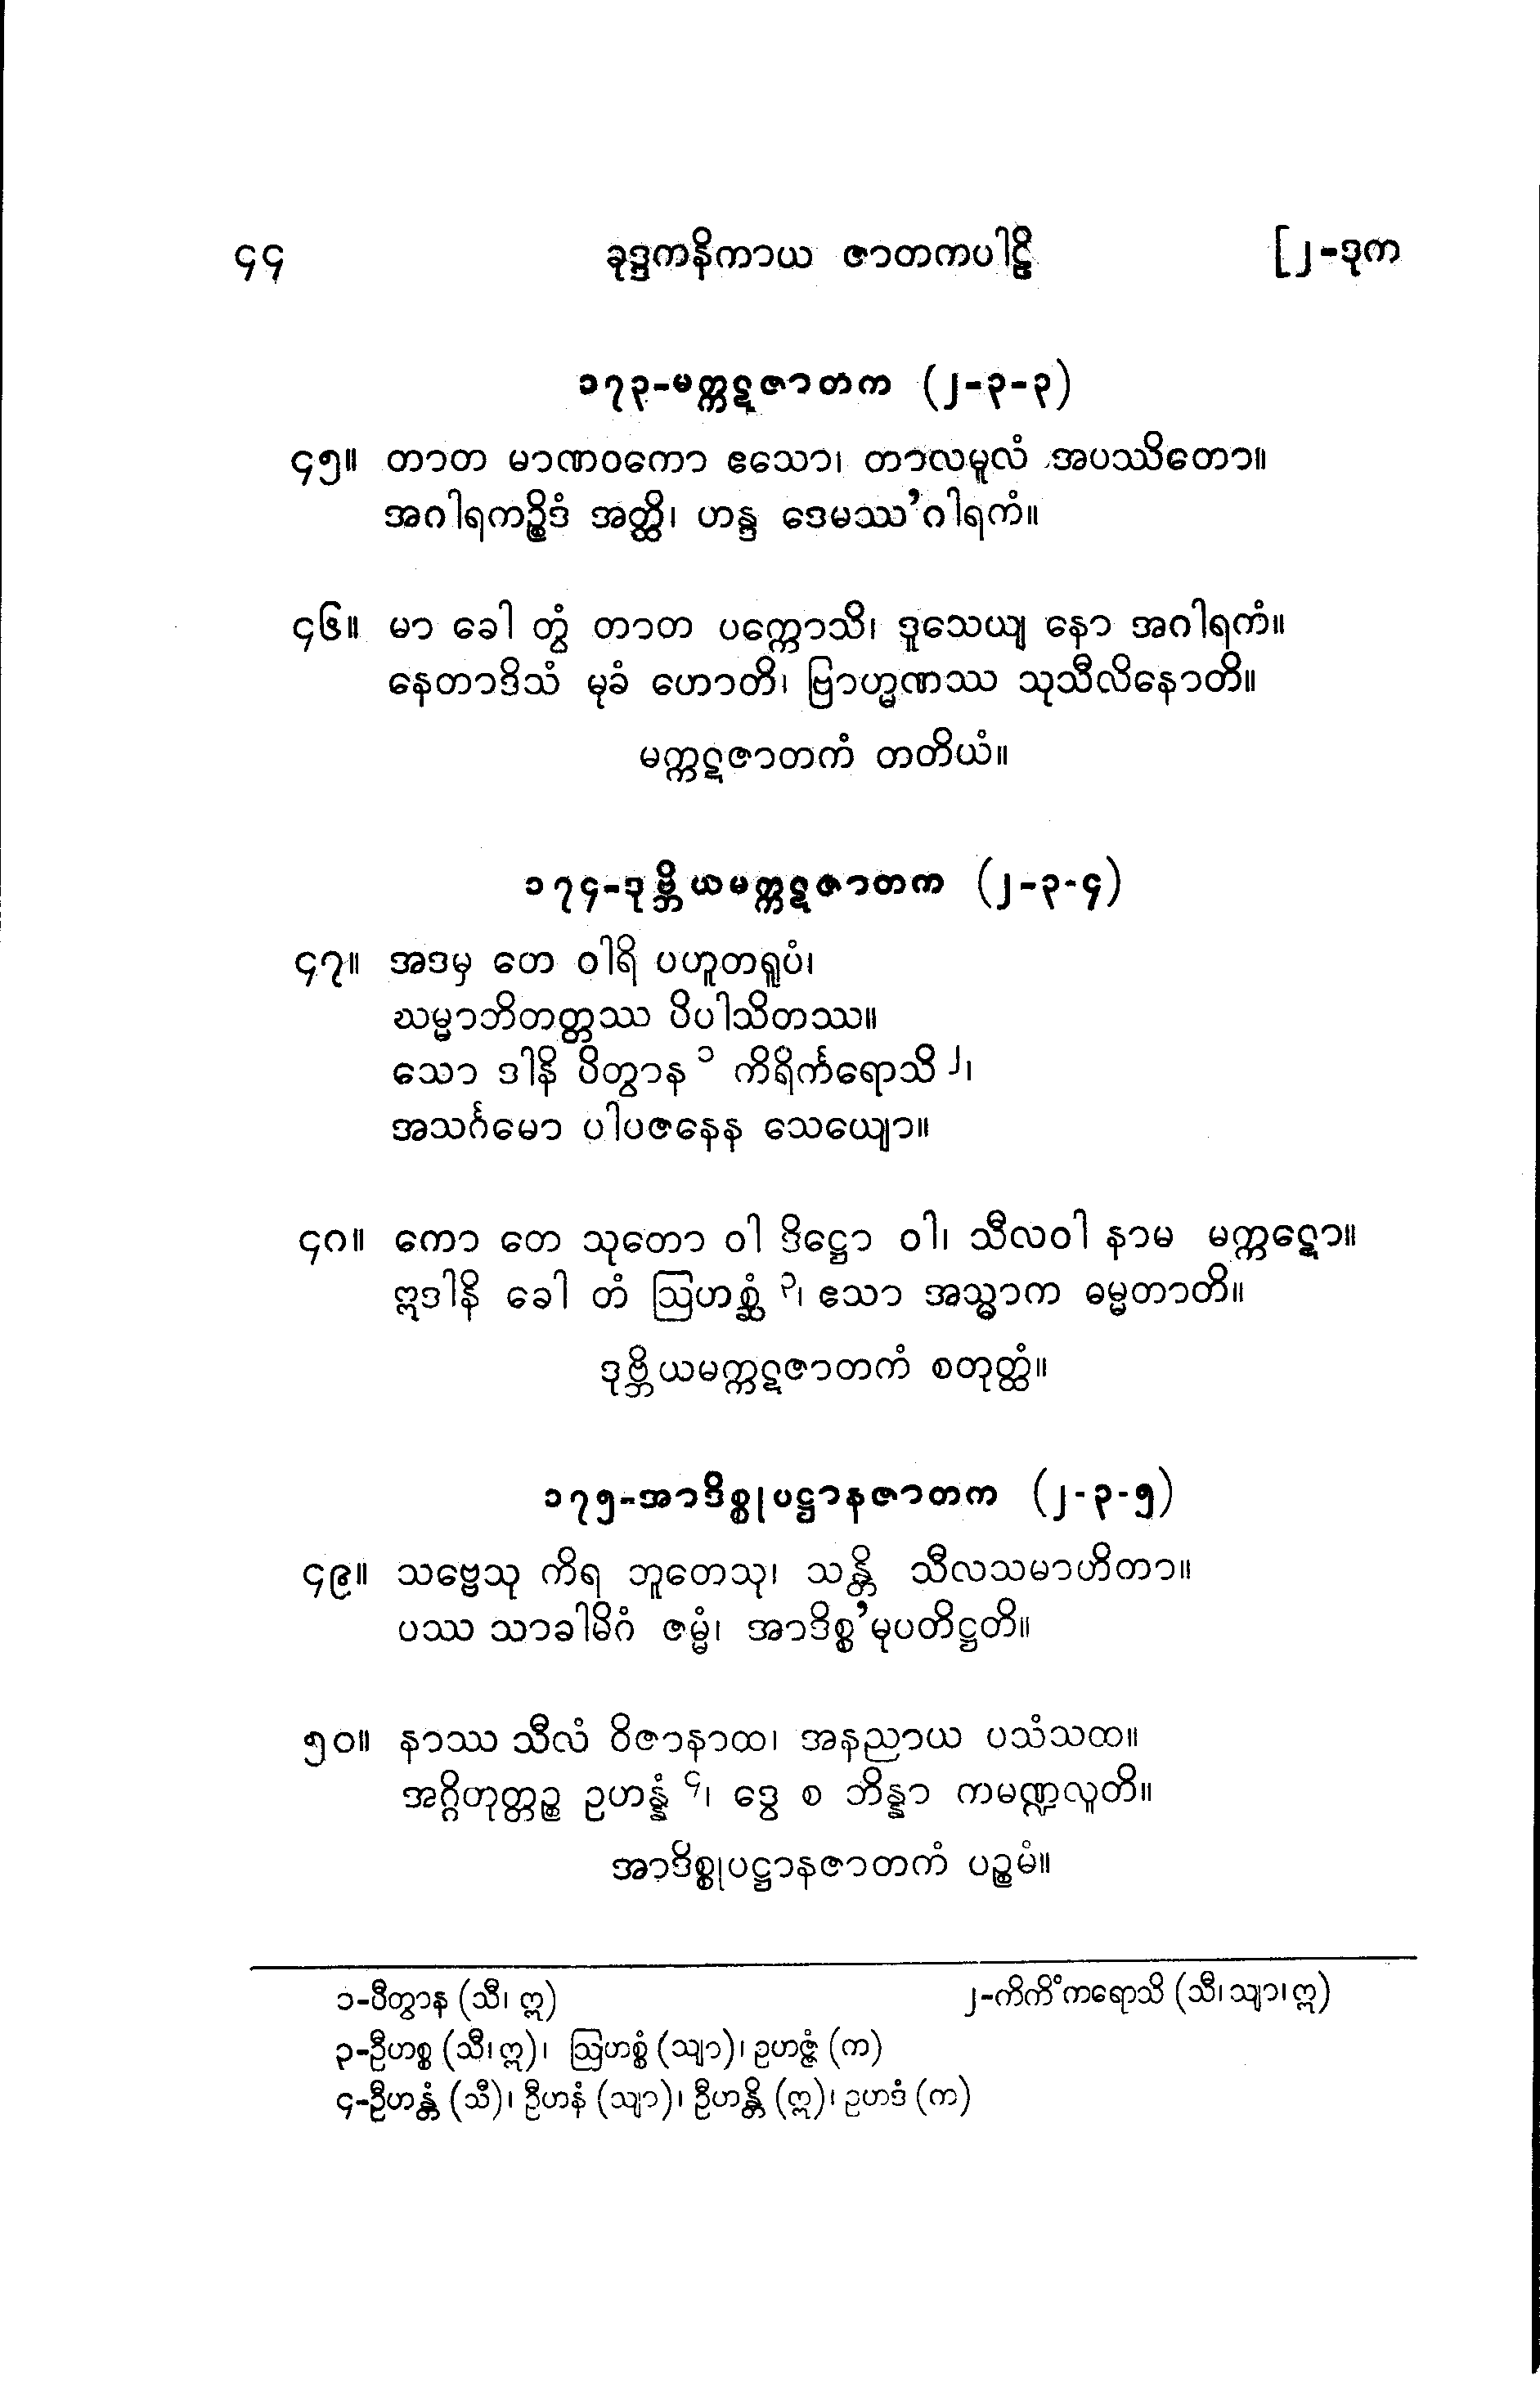 ၄၄ ခုဒ္ဒကနိကာယ ဇာတကပါဠိ [၂-ဒုက
၁၇၃-မက္ကဋဇာတက (၂-၃-၃)
၄၅။ တာတ မာဏဝကော ဧသော၊ တာလမူလံ အပဿိတော။
အဂါရကဉ္စိဒံ အတ္ထိ၊ ဟန္ဒ ဒေမဿ’ဂါရကံ။
၄၆။ မာ ခေါ တွံ တာတ ပက္ကောသိ၊ ဒူသေယျ နော အဂါရကံ။
နေတာဒိသံ မုခံ ဟောတိ၊ ဗြာဟ္မဏဿ သုသီလိနောတိ။
မက္ကဋဇာတကံ တတိယံ။
၁၇၄-ဒုဗ္ဘိယမက္ကဋဇာတက (၂-၃-၄)
၄၇။ အဒမှ တေ ဝါရိ ပဟူတရူပံ၊
ဃမ္မာဘိတတ္တဿ ပိပါသိတဿ။
သော ဒါနိ ပိတွာန ၁ ကိရိင်္ကရောသိ ၂၊
အသင်္ဂမော ပါပဇနေန သေယျော။
၄၈။ ကော တေ သုတော ဝါ ဒိဋ္ဌော ဝါ၊ သီလဝါ နာမ မက္ကဋော။
ဣဒါနိ ခေါ တံ ဩဟစ္ဆံ ၃၊ ဧသာ အသ္မာက ဓမ္မတာတိ။
ဒုဗ္ဘိယမက္ကဋဇာတကံ စတုတ္ထံ။
၁၇၅-အာဒိစ္စုပဋ္ဌာနဇာတက (၂-၃-၅)
၄၉။ သဗ္ဗေသု ကိရ ဘူတေသု၊ သန္တိ သီလသမာဟိတာ။
ပဿ သာခါမိဂံ ဇမ္မံ၊ အာဒိစ္စ’မုပတိဋ္ဌတိ။
၅၀။ နာဿ သီလံ ဝိဇာနာထ၊ အနညာယ ပသံသထ။
အဂ္ဂိဟုတ္တဉ္စ ဥဟန္နံ ၄၊ ဒွေ စ ဘိန္နာ ကမဏ္ဍလူတိ။
အာဒိစ္စုပဋ္ဌာနဇာတကံ ပဉ္စမံ။
၁-ပီတွာန (သီ၊ ဣ) ၂-ကိကိံကရောသိ (သီ၊ သျာ၊ ဣ)
၃-ဦဟစ္စ (သီ၊ ဣ)၊ ဩဟစ္စံ (သျာ)၊ ဥဟဇ္ဇံ (က)
၄-ဦဟန္တံ (သီ)၊ ဦဟနံ (သျာ)၊ ဦဟန္တိ (ဣ)၊ ဥဟဒံ (က)